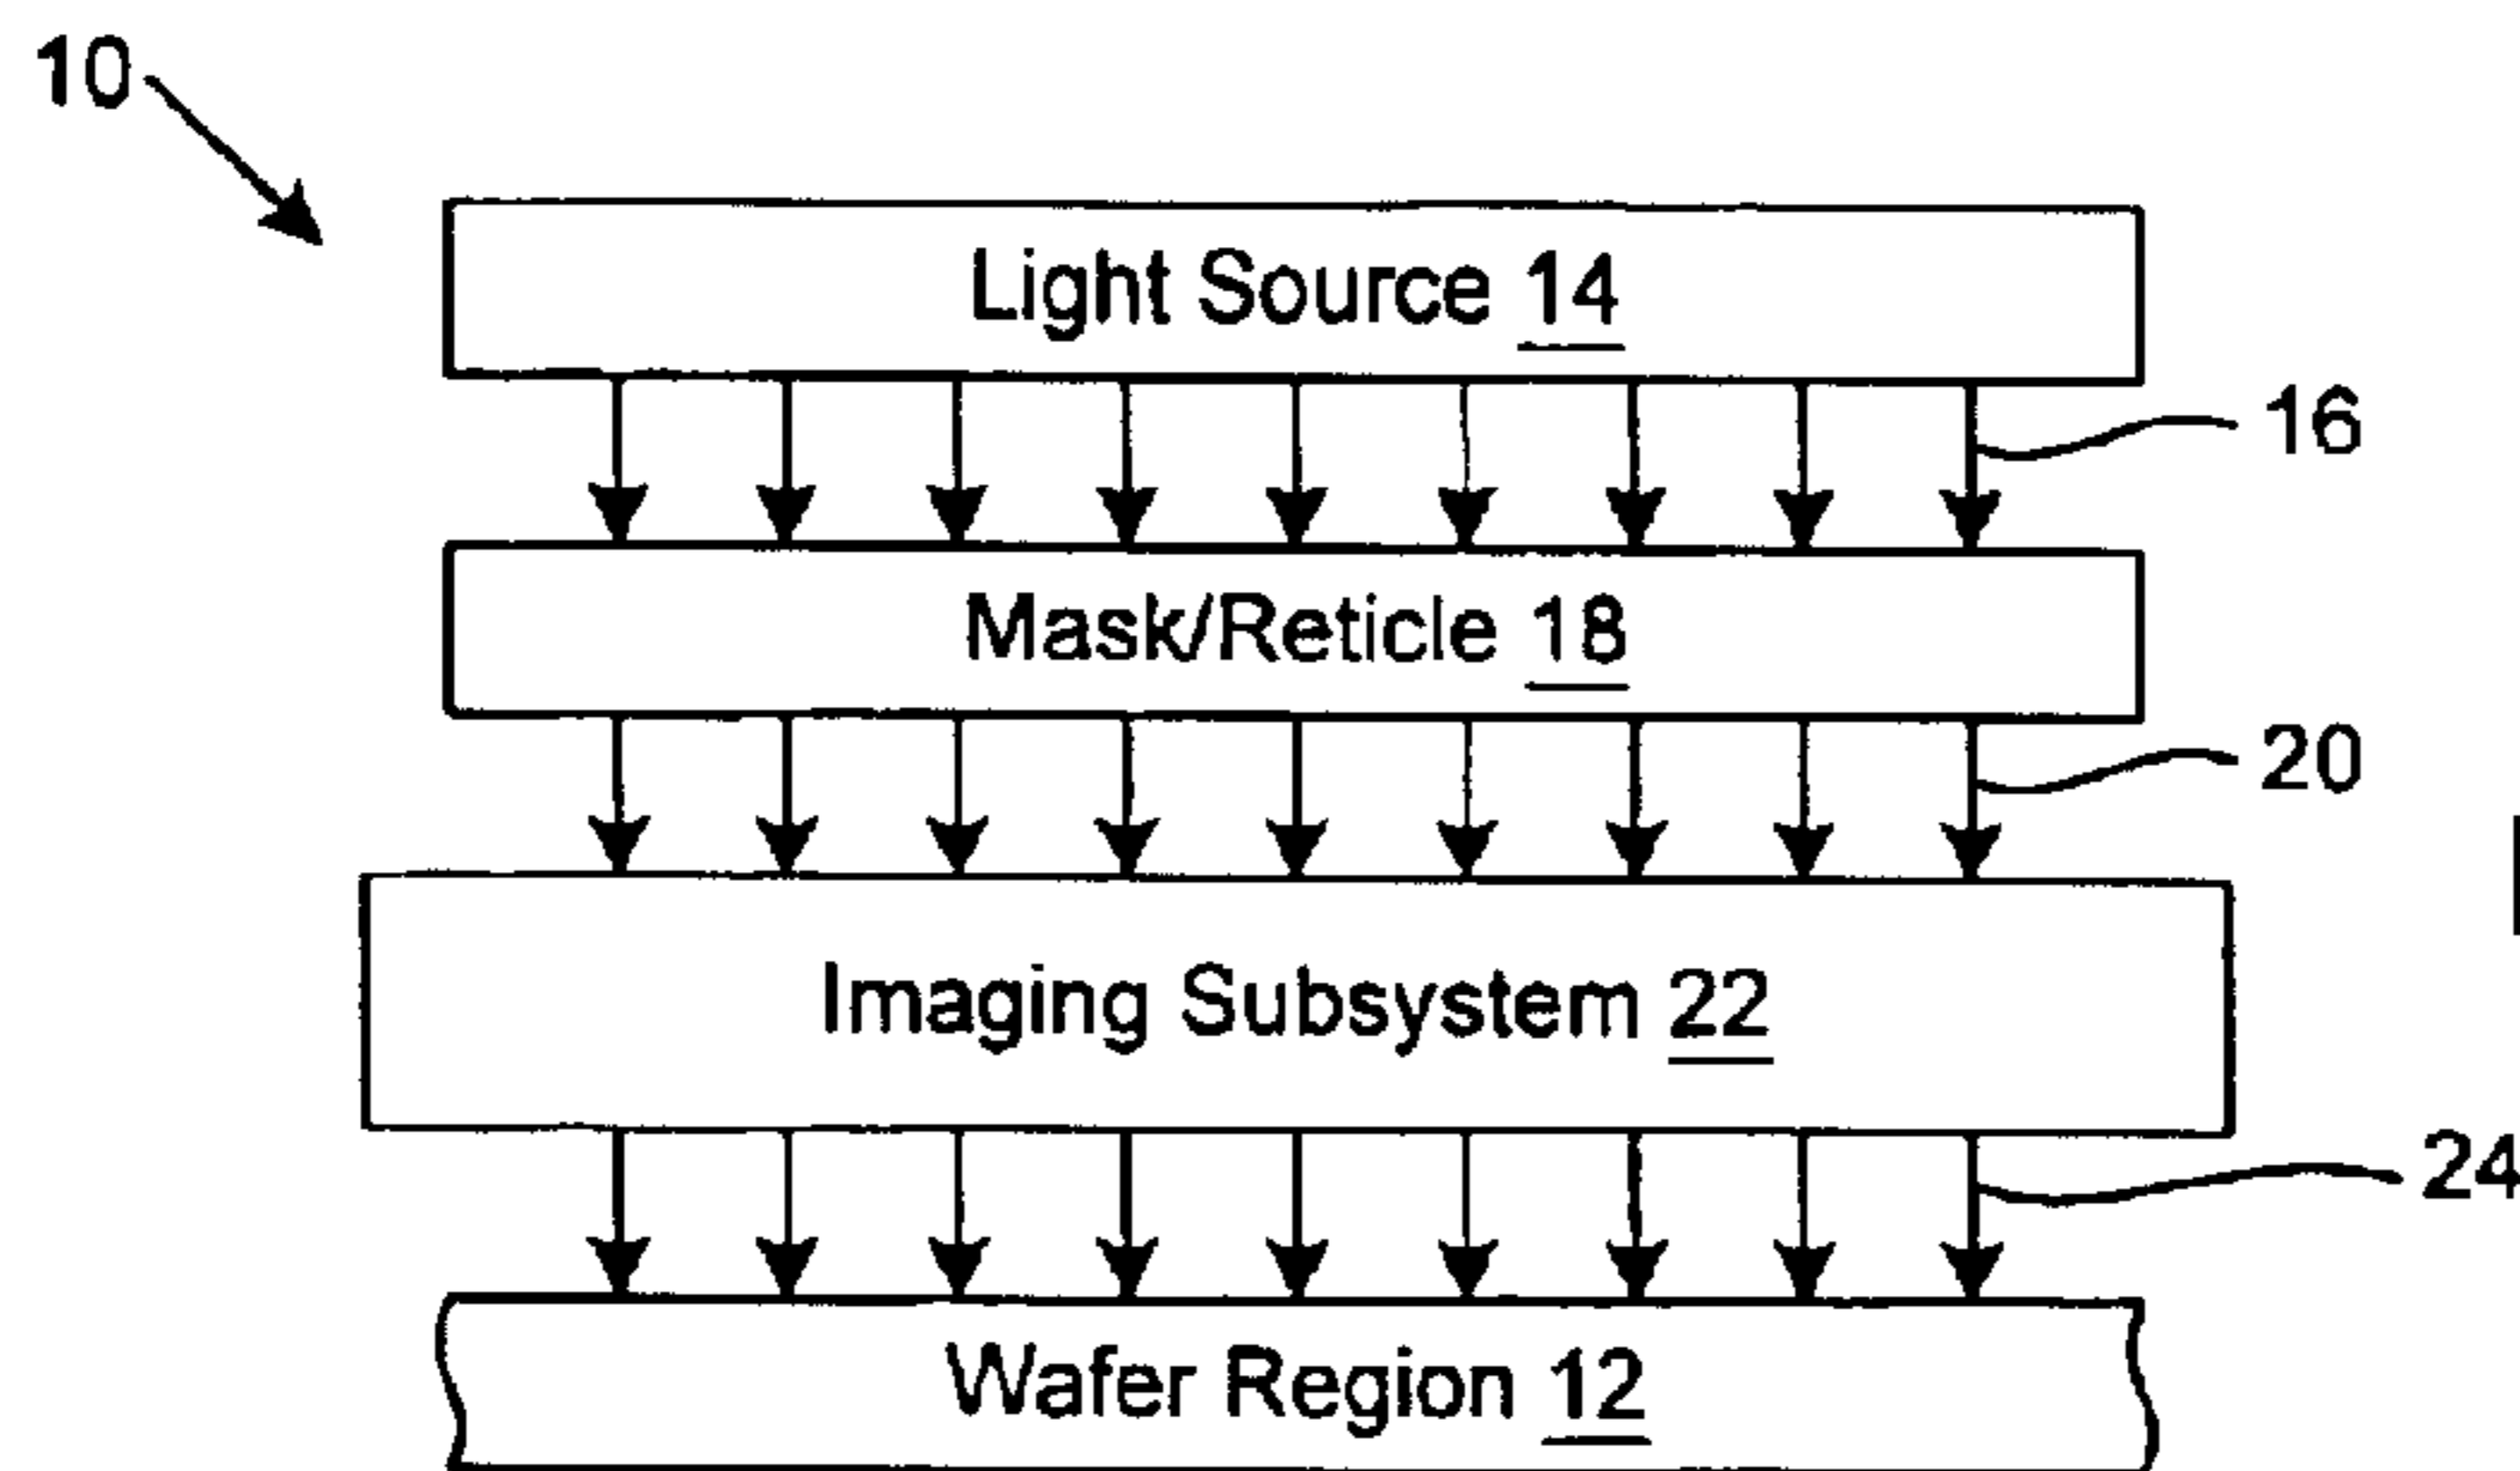 10
Light Source 14
16
Mask/Reticle 18
20
Imaging Subsystem 22
24
Wafer Region 12